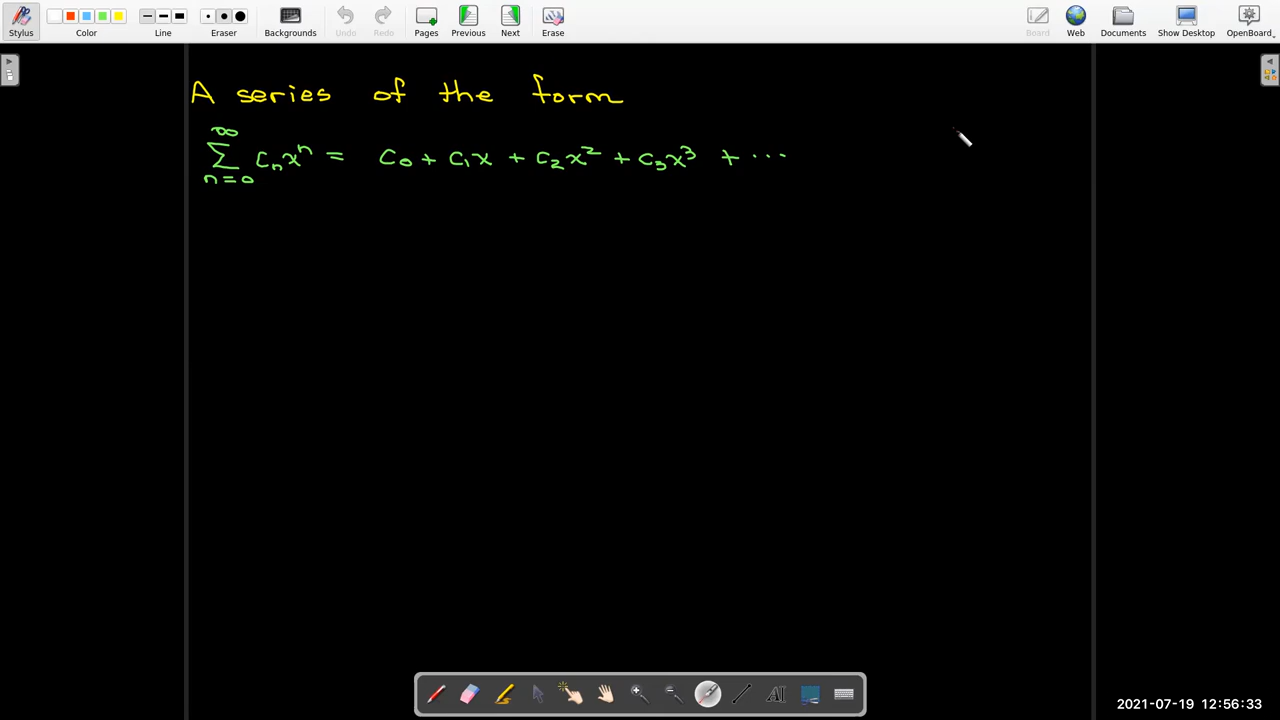 Stylus Color Line Eraser Backgrounds Undo Redo Pages Previous Next Erase Board Web Documents Show Desktop OpenBoard
A series of the form
∑_{n=0}^{∞} cₙxⁿ = c₀ + c₁x + c₂x² + c₃x³ + ⋯
AI
2021-07-19 12:56:33